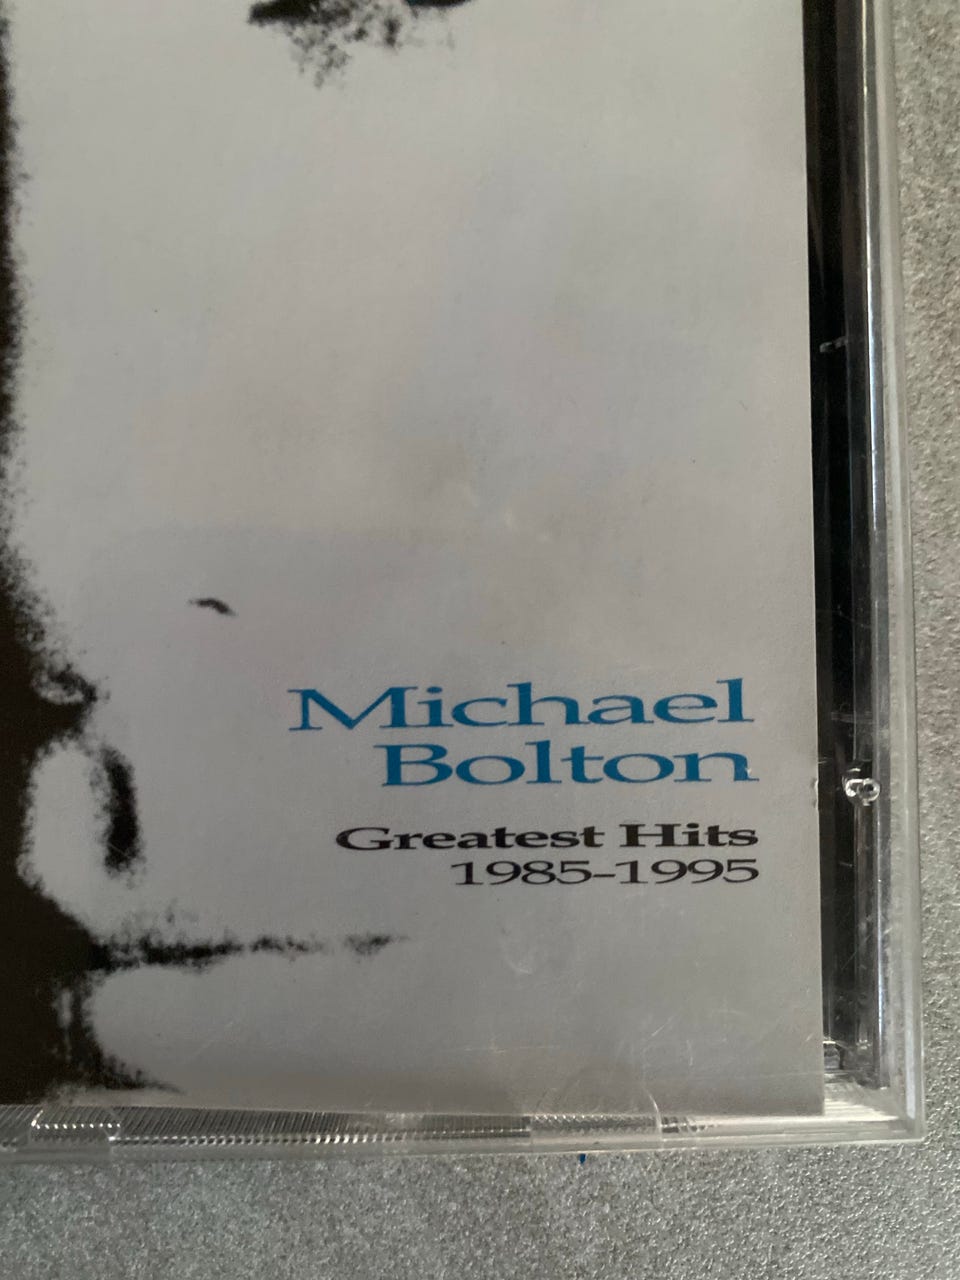 Michael
Bolton
Greatest Hits
1985-1995